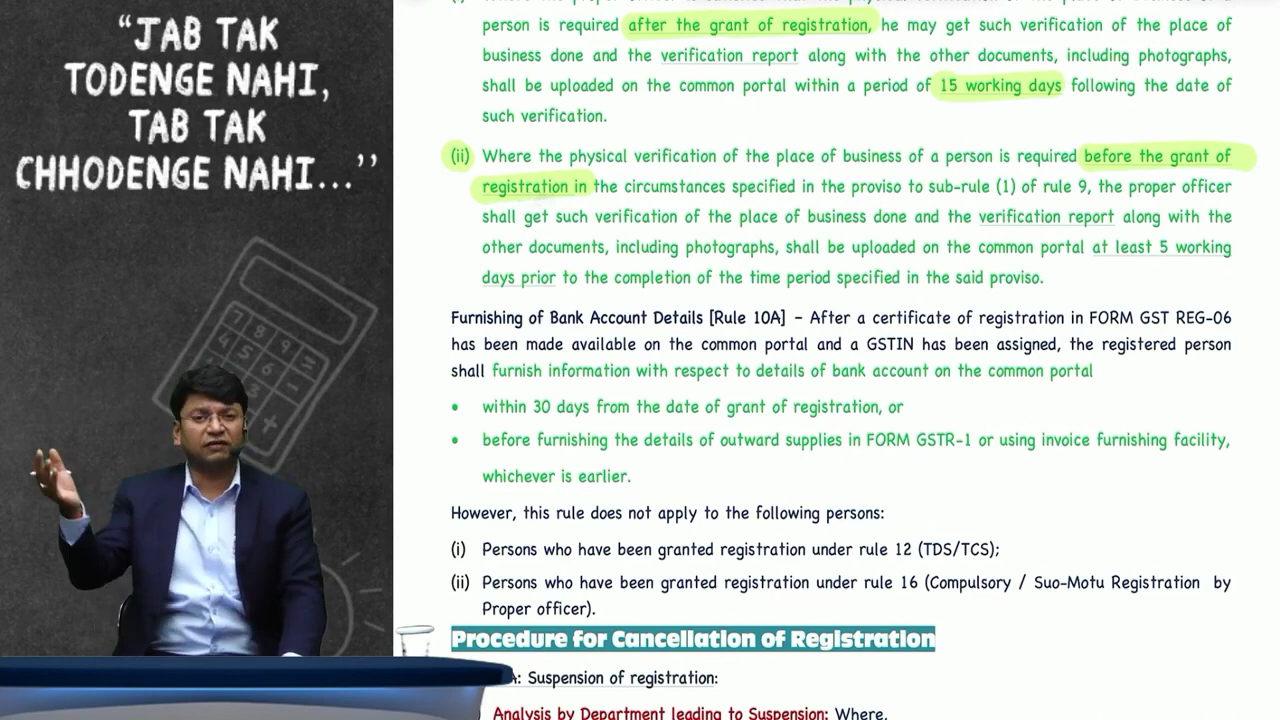 “JAB TAK
TODENGE NAHI,
TAB TAK
CHHODENGE NAHI...’’
person is required after the grant of registration, he may get such verification of the place of
business done and the verification report along with the other documents, including photographs,
shall be uploaded on the common portal within a period of 15 working days following the date of
such verification.
(ii) Where the physical verification of the place of business of a person is required before the grant of
registration in the circumstances specified in the proviso to sub-rule (1) of rule 9, the proper officer
shall get such verification of the place of business done and the verification report along with the
other documents, including photographs, shall be uploaded on the common portal at least 5 working
days prior to the completion of the time period specified in the said proviso.
Furnishing of Bank Account Details [Rule 10A] – After a certificate of registration in FORM GST REG-06
has been made available on the common portal and a GSTIN has been assigned, the registered person
shall furnish information with respect to details of bank account on the common portal
• within 30 days from the date of grant of registration, or
• before furnishing the details of outward supplies in FORM GSTR-1 or using invoice furnishing facility,
whichever is earlier.
However, this rule does not apply to the following persons:
(i) Persons who have been granted registration under rule 12 (TDS/TCS);
(ii) Persons who have been granted registration under rule 16 (Compulsory / Suo-Motu Registration by
Proper officer).
Procedure for Cancellation of Registration
: Suspension of registration:
Analysis by Department leading to Suspension: Where,